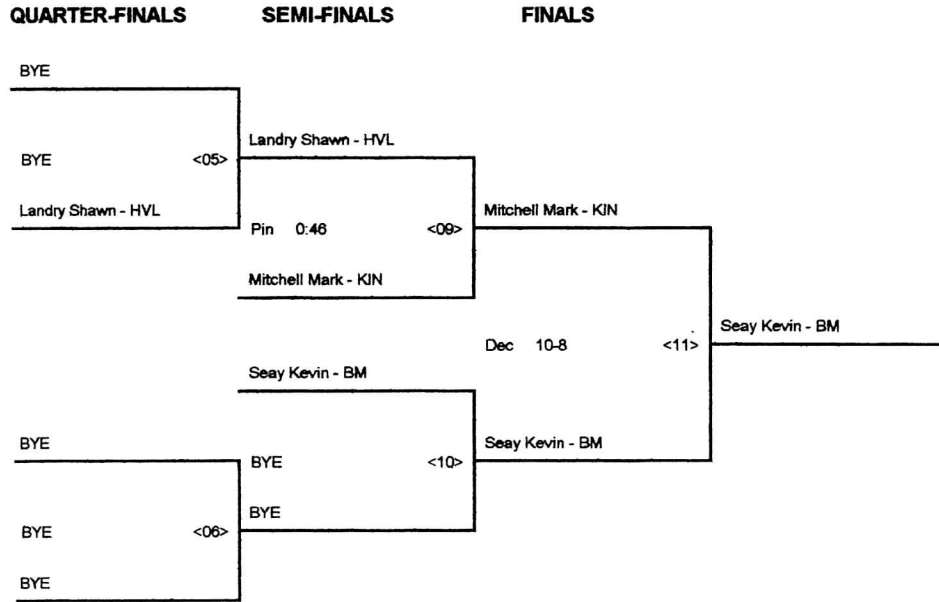 QUARTER-FINALS SEMI-FINALS FINALS
BYE
Landry Shawn - HVL
BYE <05>
Landry Shawn - HVL
Mitchell Mark - KIN
Pin 0:46 <09>
Mitchell Mark - KIN
Seay Kevin - BM
Dec 10-8 <11>
Seay Kevin - BM
BYE
Seay Kevin - BM
BYE <10>
BYE
BYE <06>
BYE